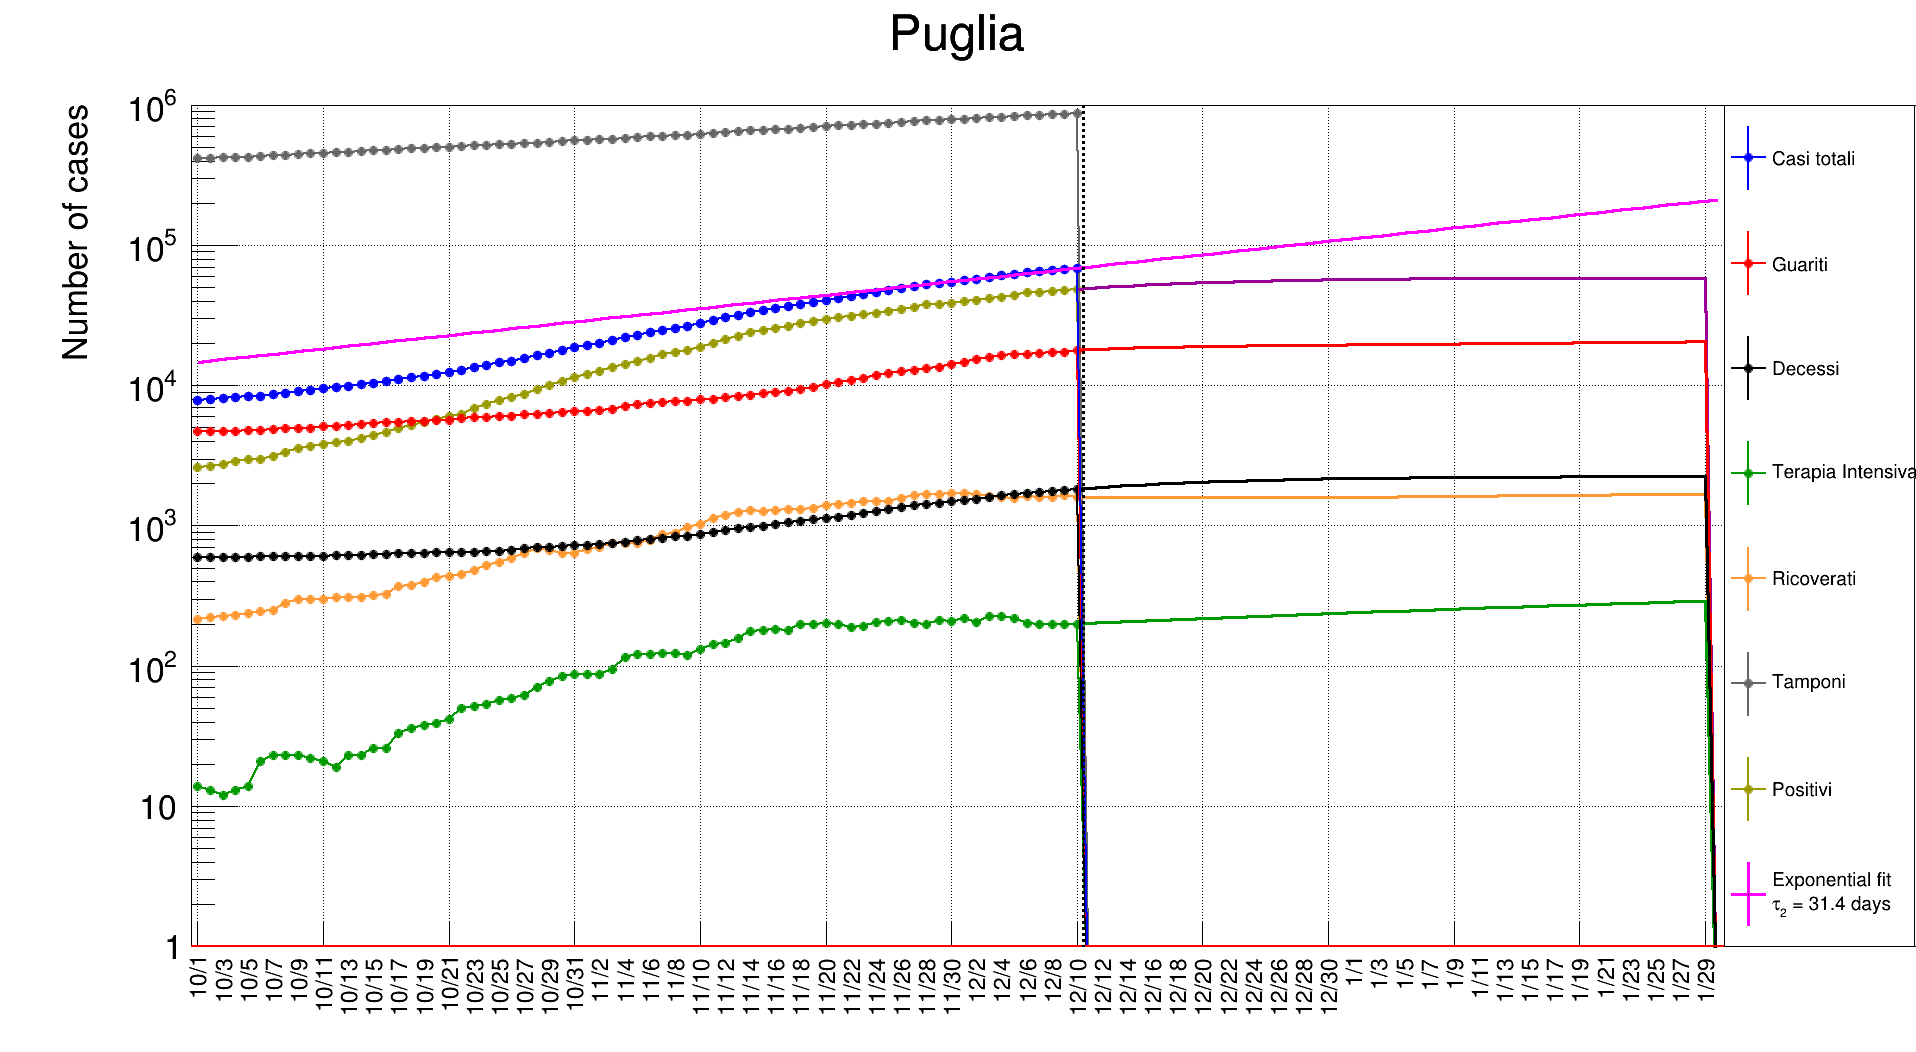 Puglia
Number of cases
10^6
10^5
10^4
10^3
10^2
10
1
10/1 10/3 10/5 10/7 10/9 10/11 10/13 10/15 10/17 10/19 10/21 10/23 10/25 10/27 10/29 10/31 11/2 11/4 11/6 11/8 11/10 11/12 11/14 11/16 11/18 11/20 11/22 11/24 11/26 11/28 11/30 12/2 12/4 12/6 12/8 12/10 12/12 12/14 12/16 12/18 12/20 12/22 12/24 12/26 12/28 12/30 1/1 1/3 1/5 1/7 1/9 1/11 1/13 1/15 1/17 1/19 1/21 1/23 1/25 1/27 1/29
Casi totali
Guariti
Decessi
Terapia Intensiva
Ricoverati
Tamponi
Positivi
Exponential fit
τ_2 = 31.4 days